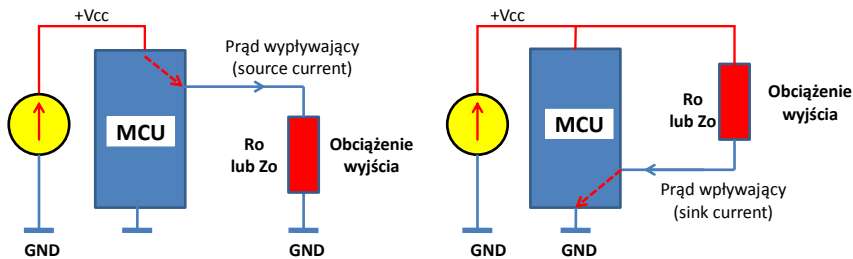 +Vcc
Prąd wypływający
(source current)
MCU
Ro
lub Zo
Obciążenie
wyjścia
GND
GND
+Vcc
MCU
Ro
lub Zo
Obciążenie
wyjścia
Prąd wpływający
(sink current)
GND
GND